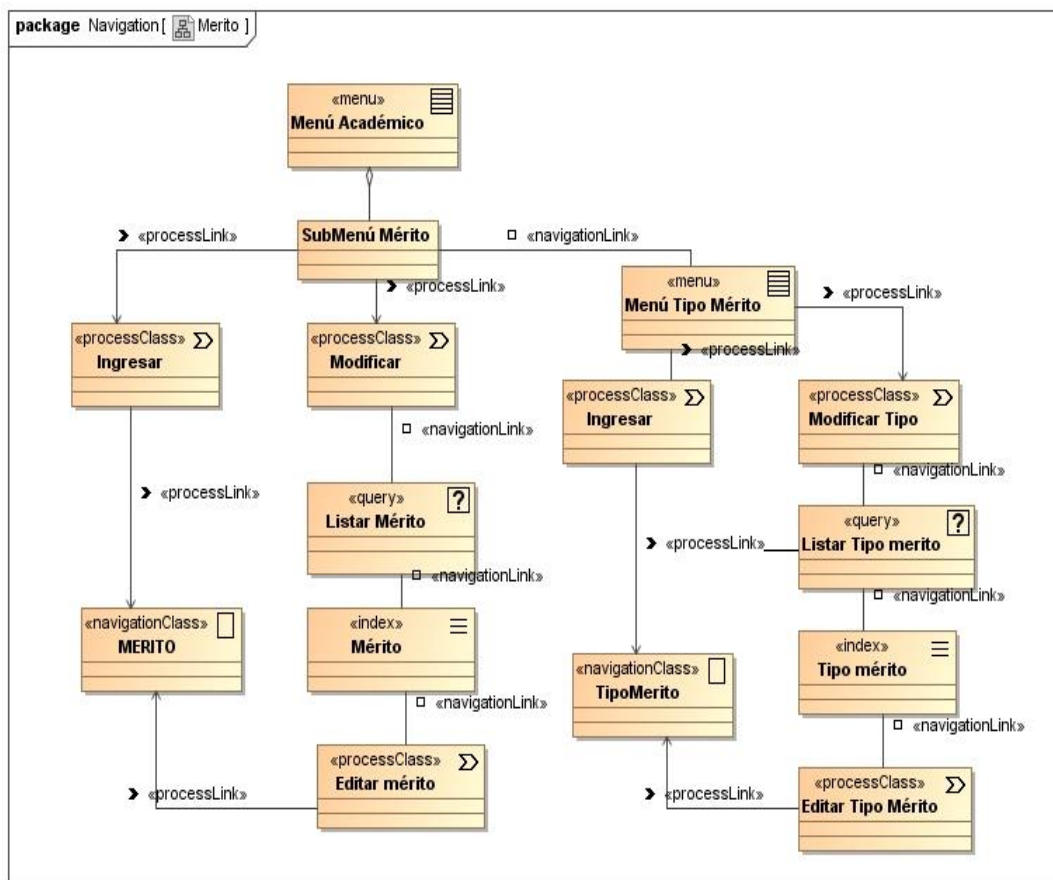 package Navigation [ Merito ]
«menu»
Menú Académico
SubMenú Mérito
«processLink»
«navigationLink»
«processLink»
«menu»
Menú Tipo Mérito
«processLink»
«processLink»
«processClass»
Ingresar
«processClass»
Modificar
«processClass»
Ingresar
«processClass»
Modificar Tipo
«navigationLink»
«navigationLink»
«processLink»
«query»
Listar Mérito
«query»
Listar Tipo merito
«processLink»
«navigationLink»
«navigationLink»
«navigationClass»
MERITO
«index»
Mérito
«index»
Tipo mérito
«navigationClass»
TipoMerito
«navigationLink»
«navigationLink»
«processClass»
Editar mérito
«processClass»
Editar Tipo Mérito
«processLink»
«processLink»